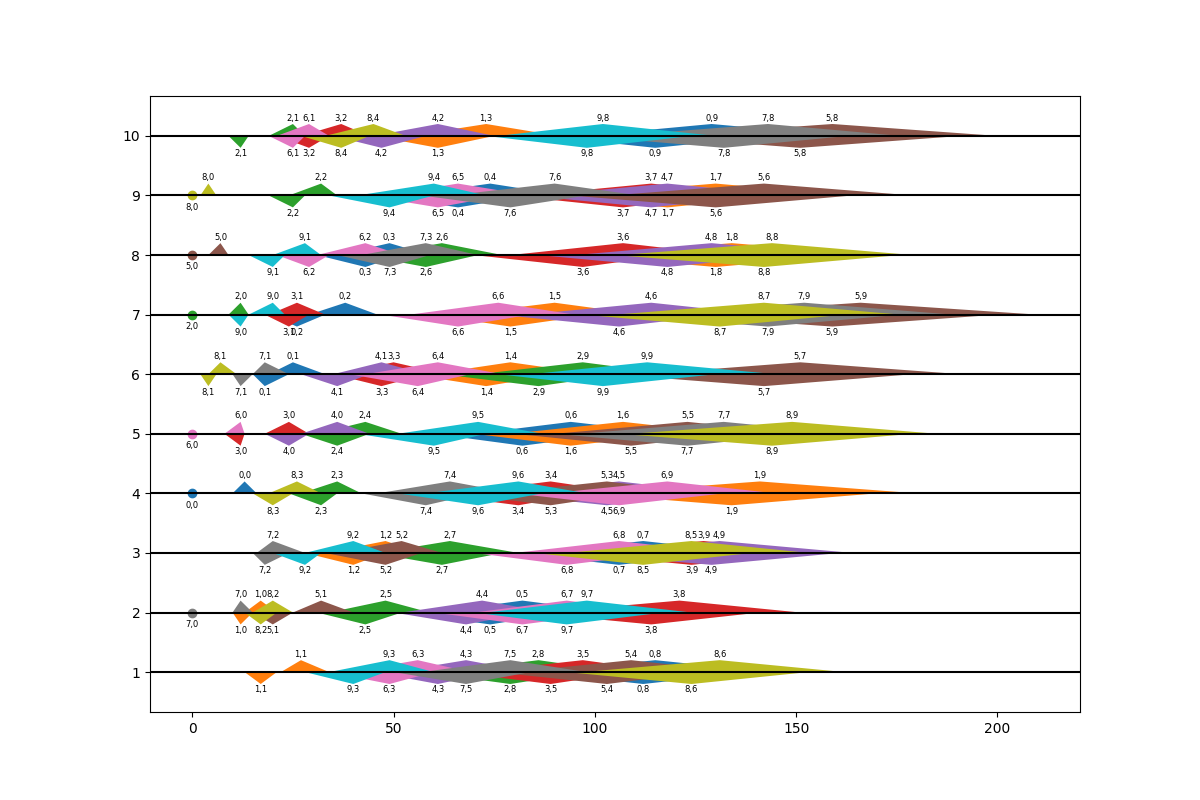 2,1 6,1 3,2 8,4 4,2 1,3 9,8 0,9 7,8 5,8
10
2,1 6,1 3,2 8,4 4,2 1,3 9,8 0,9 7,8 5,8
8,0 2,2 9,4 6,5 0,4 7,6 3,7 4,7 1,7 5,6
9
8,0 2,2 9,4 6,5 0,4 7,6 3,7 4,7 1,7 5,6
5,0 9,1 6,2 0,3 7,3 2,6 3,6 4,8 1,8 8,8
8
5,0 9,1 6,2 0,3 7,3 2,6 3,6 4,8 1,8 8,8
2,0 9,0 3,1 0,2 6,6 1,5 4,6 8,7 7,9 5,9
7
2,0 9,0 3,1 0,2 6,6 1,5 4,6 8,7 7,9 5,9
8,1 7,1 0,1 4,1 3,3 6,4 1,4 2,9 9,9 5,7
6
8,1 7,1 0,1 4,1 3,3 6,4 1,4 2,9 9,9 5,7
6,0 3,0 4,0 2,4 9,5 0,6 1,6 5,5 7,7 8,9
5
6,0 3,0 4,0 2,4 9,5 0,6 1,6 5,5 7,7 8,9
0,0 8,3 2,3 7,4 9,6 3,4 5,3 4,5 6,9 1,9
4
0,0 8,3 2,3 7,4 9,6 3,4 5,3 4,5 6,9 1,9
7,2 9,2 1,2 5,2 2,7 6,8 0,7 8,5 3,9 4,9
3
7,2 9,2 1,2 5,2 2,7 6,8 0,7 8,5 3,9 4,9
7,0 1,0 8,2 5,1 2,5 4,4 0,5 6,7 9,7 3,8
2
7,0 1,0 8,2 5,1 2,5 4,4 0,5 6,7 9,7 3,8
1,1 9,3 6,3 4,3 7,5 2,8 3,5 5,4 0,8 8,6
1
1,1 9,3 6,3 4,3 7,5 2,8 3,5 5,4 0,8 8,6
0 50 100 150 200